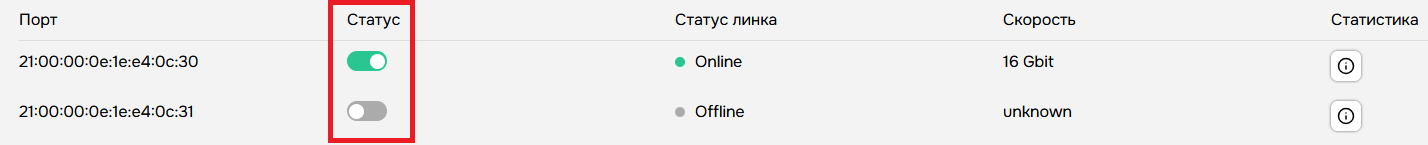 Порт Статус Статус линка Скорость Статистика
21:00:00:0e:1e:e4:0c:30 Online 16 Gbit
21:00:00:0e:1e:e4:0c:31 Offline unknown